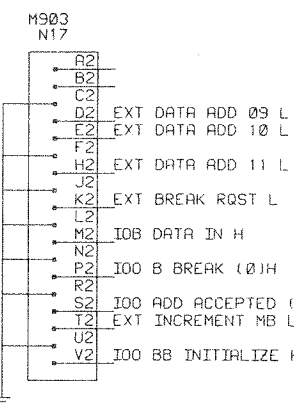 M903
N17
A2
B2
C2
D2 EXT DATA ADD 09 L
E2 EXT DATA ADD 10 L
F2
H2 EXT DATA ADD 11 L
J2
K2 EXT BREAK RQST L
L2
M2 IOB DATA IN H
N2
P2 IOO B BREAK (0)H
R2
S2 IOO ADD ACCEPTED (
T2 EXT INCREMENT MB L
U2
V2 IOO BB INITIALIZE H